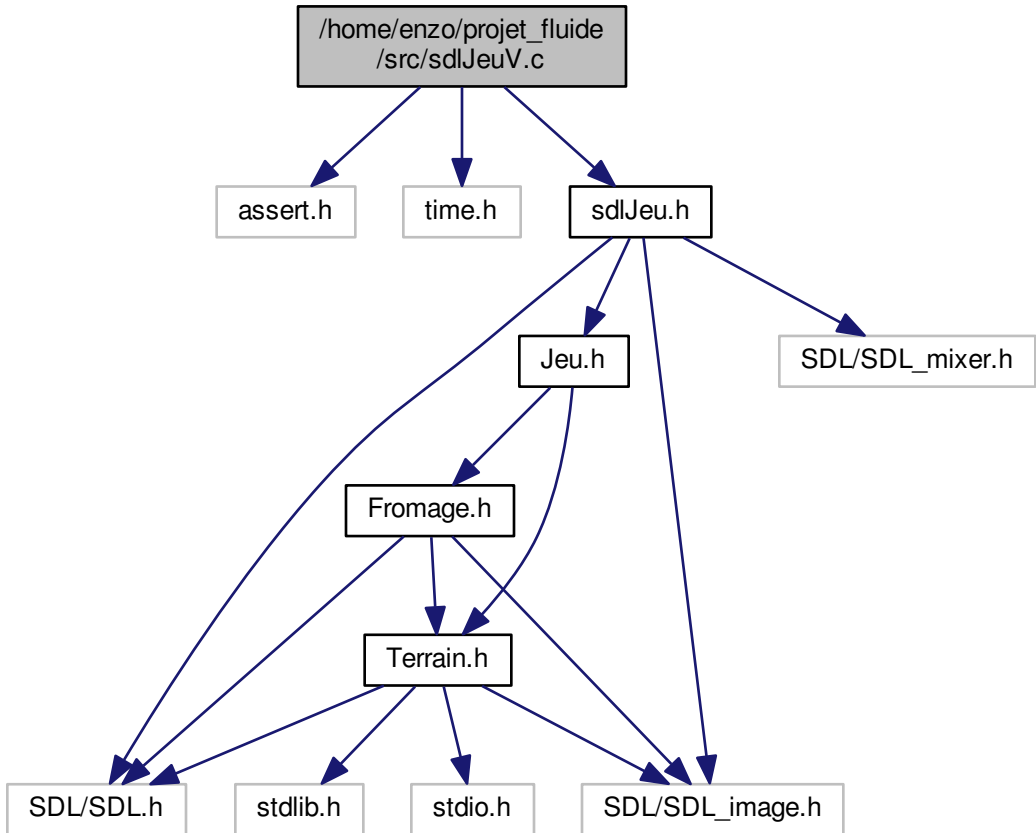 /home/enzo/projet_fluide
/src/sdlJeuV.c
assert.h
time.h
sdlJeu.h
Jeu.h
SDL/SDL_mixer.h
Fromage.h
Terrain.h
SDL/SDL.h
stdlib.h
stdio.h
SDL/SDL_image.h